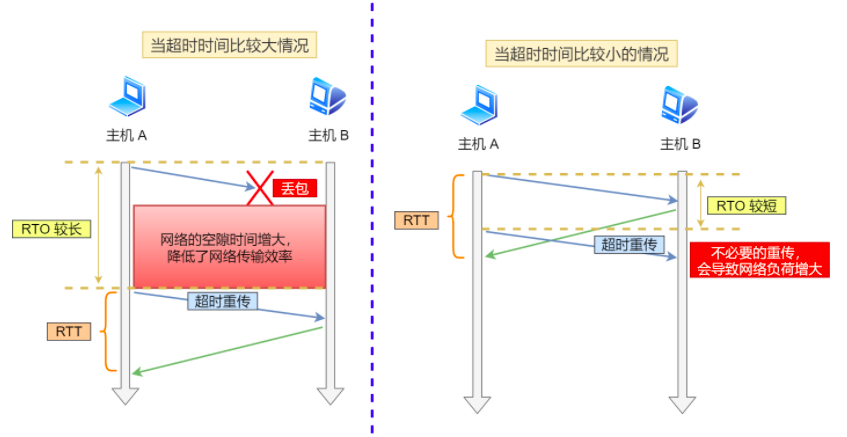 当超时时间比较大情况
主机 A
主机 B
丢包
RTO 较长
网络的空隙时间增大，
降低了网络传输效率
超时重传
RTT
当超时时间比较小的情况
主机 A
主机 B
RTT
RTO 较短
超时重传
不必要的重传，
会导致网络负荷增大